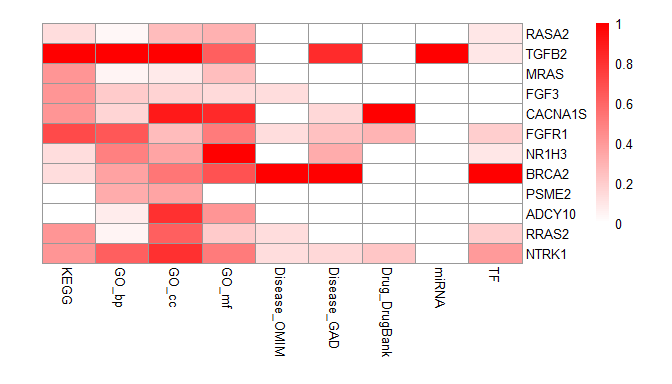 1
0.8
0.6
0.4
0.2
0
RASA2
TGFB2
MRAS
FGF3
CACNA1S
FGFR1
NR1H3
BRCA2
PSME2
ADCY10
RRAS2
NTRK1
KEGG
GO_bp
GO_cc
GO_mf
Disease_OMIM
Disease_GAD
Drug_DrugBank
miRNA
TF